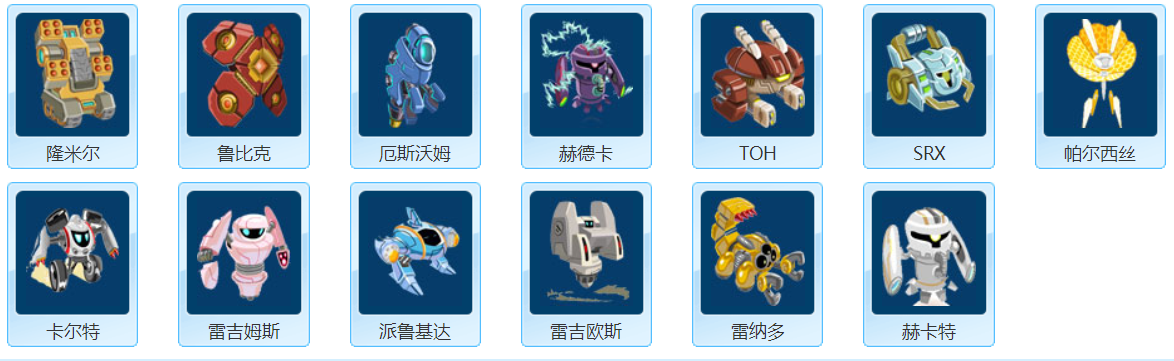 隆米尔
鲁比克
厄斯沃姆
赫德卡
TOH
SRX
帕尔西丝
卡尔特
雷吉姆斯
派鲁基达
雷吉欧斯
雷纳多
赫卡特